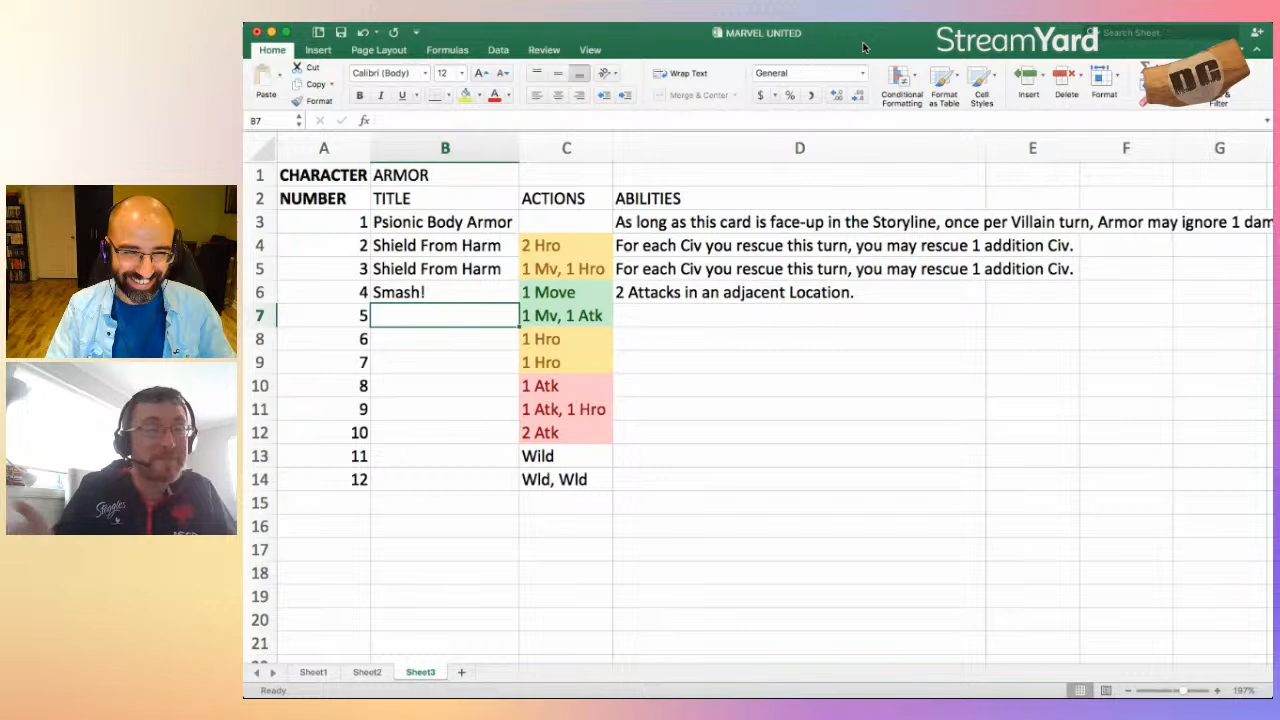 MARVEL UNITED
StreamYard
Search Sheet
Home Insert Page Layout Formulas Data Review View
DG
Paste
Cut
Copy
Format
Calibri (Body) 12
B I U
Wrap Text
Merge & Center
General
$ %
Conditional Formatting
Format as Table
Cell Styles
Insert
Delete
Format
Filter
B7 fx
A B C D E F G
1 CHARACTER ARMOR
2 NUMBER TITLE ACTIONS ABILITIES
3 1 Psionic Body Armor As long as this card is face-up in the Storyline, once per Villain turn, Armor may ignore 1 dam
4 2 Shield From Harm 2 Hro For each Civ you rescue this turn, you may rescue 1 addition Civ.
5 3 Shield From Harm 1 Mv, 1 Hro For each Civ you rescue this turn, you may rescue 1 addition Civ.
6 4 Smash! 1 Move 2 Attacks in an adjacent Location.
7 5 1 Mv, 1 Atk
8 6 1 Hro
9 7 1 Hro
10 8 1 Atk
11 9 1 Atk, 1 Hro
12 10 2 Atk
13 11 Wild
14 12 Wld, Wld
15
16
17
18
19
20
21
Sheet1 Sheet2 Sheet3 +
Ready
197%